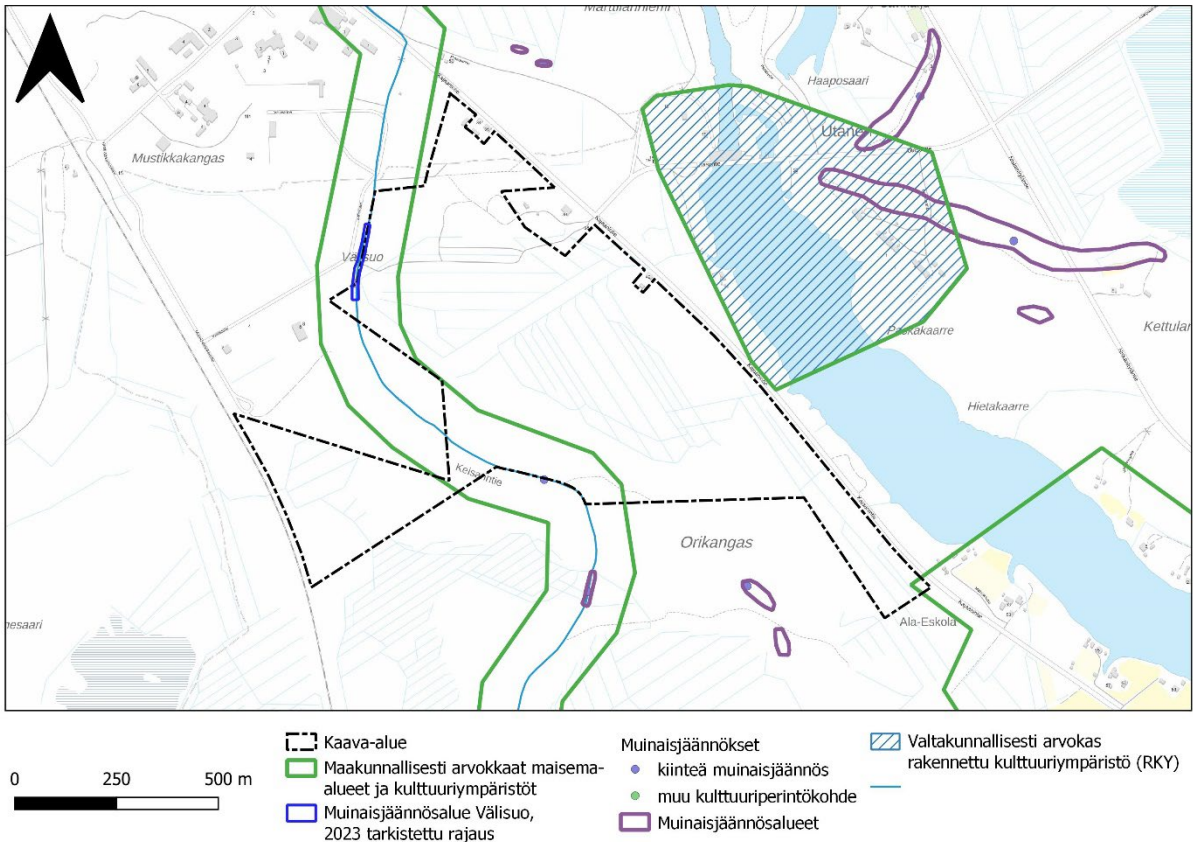 Marttilanniemi
Haaposaari
Utanen
Mustikkakangas
Välisuo
Paskakaarre
Kettulan
Hietakaarre
Keisarintie
Orikangas
Ala-Eskola
nesaari
Kaava-alue
Maakunnallisesti arvokkaat maisema-
alueet ja kulttuuriympäristöt
Muinaisjäännösalue Välisuo,
2023 tarkistettu rajaus
Muinaisjäännökset
kiinteä muinaisjäännös
muu kulttuuriperintökohde
Muinaisjäännösalueet
Valtakunnallisesti arvokas
rakennettu kulttuuriympäristö (RKY)
0 250 500 m